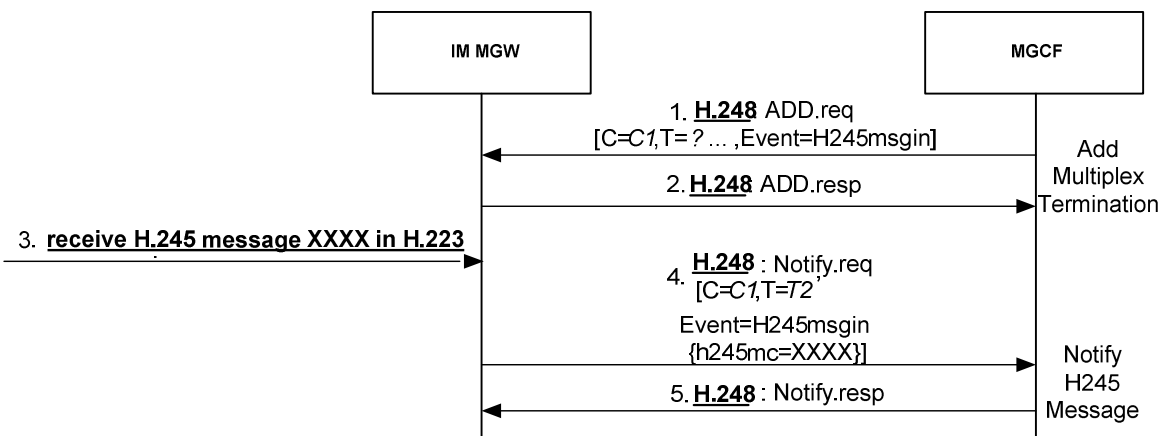 IM MGW
MGCF
1. H.248: ADD.req
[C=C1,T=? ... ,Event=H245msgin]
Add
Multiplex
Termination
2. H.248: ADD.resp
3. receive H.245 message XXXX in H.223
4. H.248 : Notify.req
[C=C1,T=T2,
Event=H245msgin
{h245mc=XXXX}]
Notify
H245
Message
5. H.248 : Notify.resp